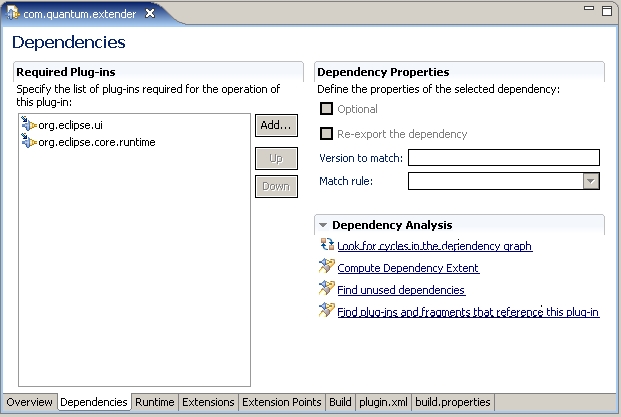 com.quantum.extender
Dependencies
Required Plug-ins
Specify the list of plug-ins required for the operation of
this plug-in:
org.eclipse.ui
org.eclipse.core.runtime
Add...
Up
Down
Dependency Properties
Define the properties of the selected dependency:
Optional
Re-export the dependency
Version to match:
Match rule:
Dependency Analysis
Look for cycles in the dependency graph
Compute Dependency Extent
Find unused dependencies
Find plug-ins and fragments that reference this plug-in
Overview Dependencies Runtime Extensions Extension Points Build plugin.xml build.properties